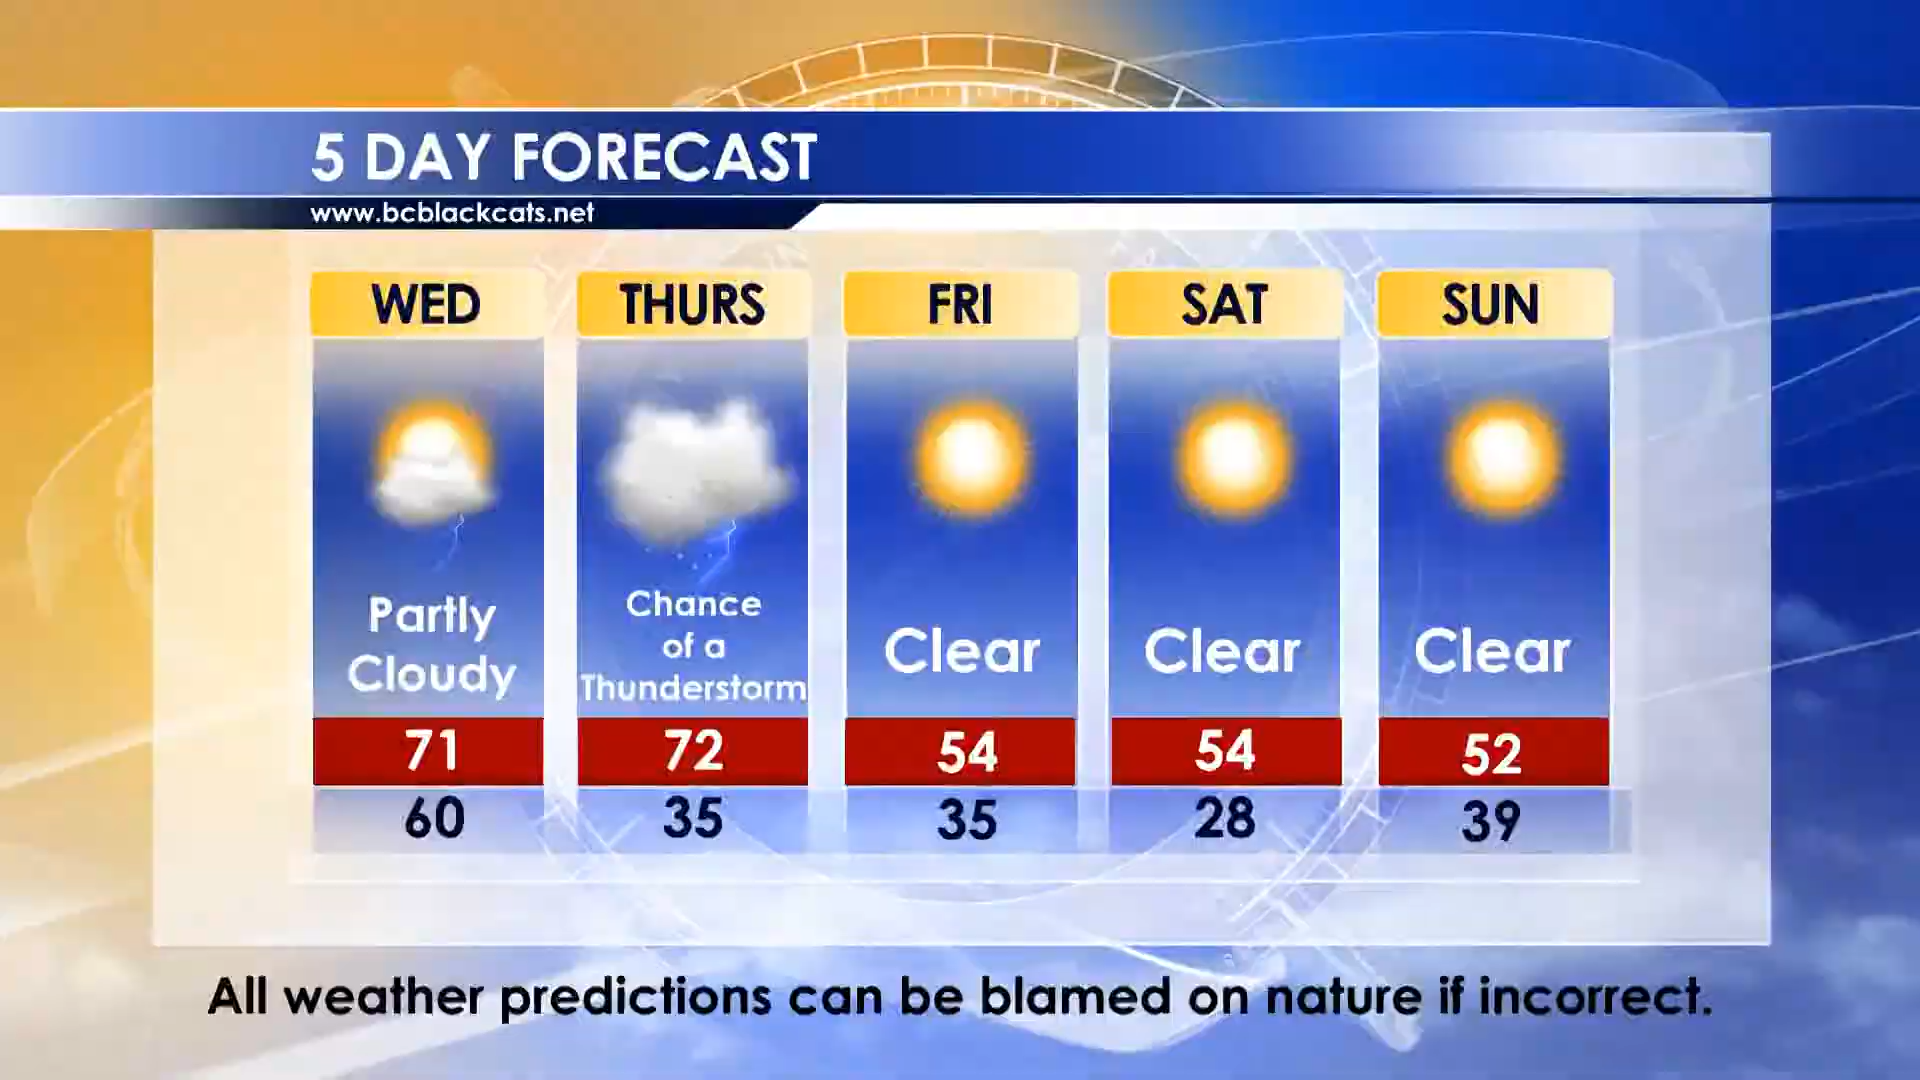 5 DAY FORECAST
www.bcblackcats.net
WED
Partly
Cloudy
71
60
THURS
Chance
of a
Thunderstorm
72
35
FRI
Clear
54
35
SAT
Clear
54
28
SUN
Clear
52
39
All weather predictions can be blamed on nature if incorrect.